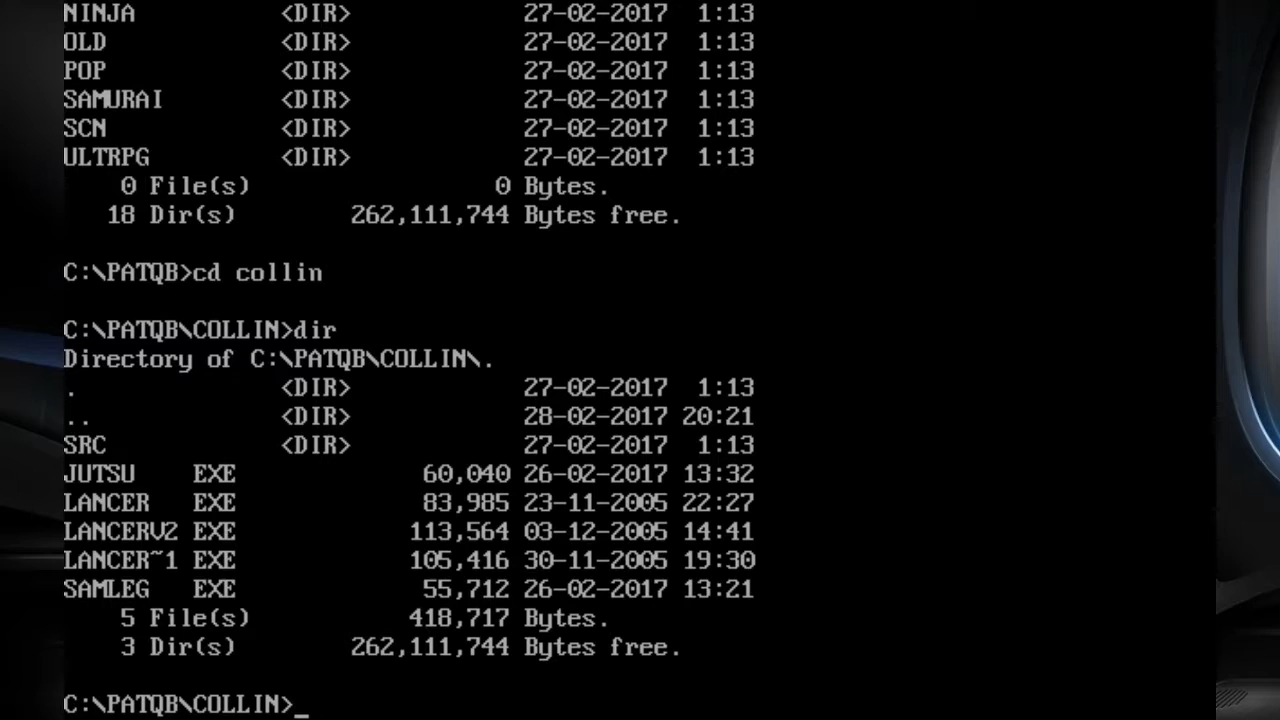 NINJA <DIR> 27-02-2017 1:13
OLD <DIR> 27-02-2017 1:13
POP <DIR> 27-02-2017 1:13
SAMURAI <DIR> 27-02-2017 1:13
SCN <DIR> 27-02-2017 1:13
ULTRPG <DIR> 27-02-2017 1:13
0 File(s) 0 Bytes.
18 Dir(s) 262,111,744 Bytes free.
C:\PATQB>cd collin
C:\PATQB\COLLIN>dir
Directory of C:\PATQB\COLLIN\.
. <DIR> 27-02-2017 1:13
.. <DIR> 28-02-2017 20:21
SRC <DIR> 27-02-2017 1:13
JUTSU EXE 60,040 26-02-2017 13:32
LANCER EXE 83,985 23-11-2005 22:27
LANCERV2 EXE 113,564 03-12-2005 14:41
LANCER~1 EXE 105,416 30-11-2005 19:30
SAMLEG EXE 55,712 26-02-2017 13:21
5 File(s) 418,717 Bytes.
3 Dir(s) 262,111,744 Bytes free.
C:\PATQB\COLLIN>_